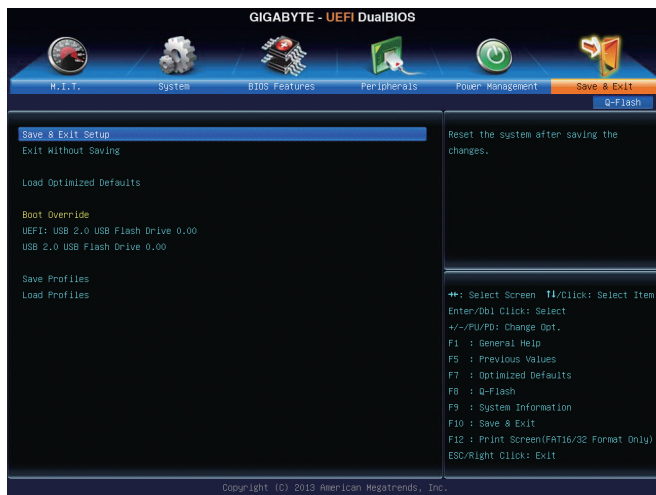 GIGABYTE - UEFI DualBIOS
M.I.T. System BIOS Features Peripherals Power Management Save & Exit
Q-Flash
Save & Exit Setup
Exit Without Saving
Load Optimized Defaults
Boot Override
UEFI: USB 2.0 USB Flash Drive 0.00
USB 2.0 USB Flash Drive 0.00
Save Profiles
Load Profiles
Reset the system after saving the
changes.
→←: Select Screen ↑↓/Click: Select Item
Enter/Dbl Click: Select
+/-/PU/PD: Change Opt.
F1 : General Help
F5 : Previous Values
F7 : Optimized Defaults
F8 : Q-Flash
F9 : System Information
F10 : Save & Exit
F12 : Print Screen(FAT16/32 Format Only)
ESC/Right Click: Exit
Copyright (C) 2013 American Megatrends, Inc.